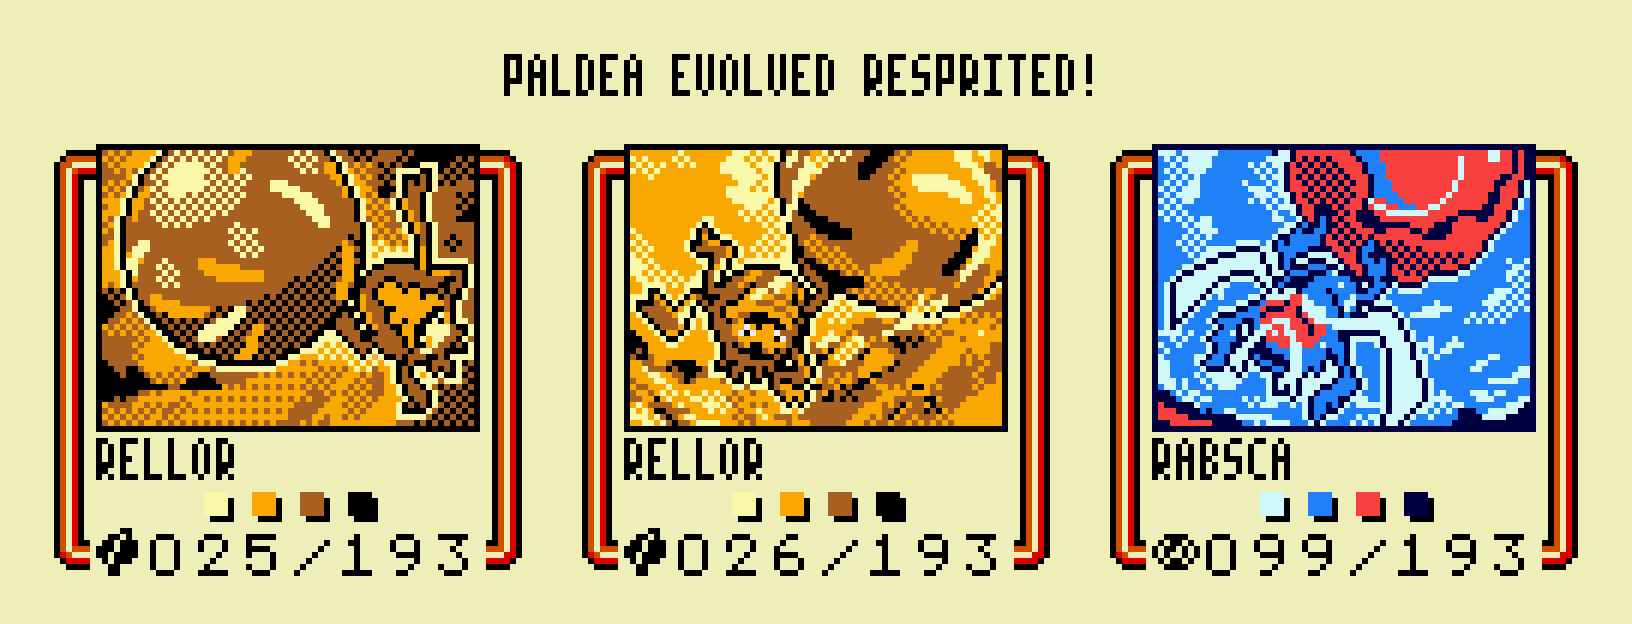 PALDEA EVOLVED RESPRITED!
RELLOR
025/193
RELLOR
026/193
RABSCA
099/193